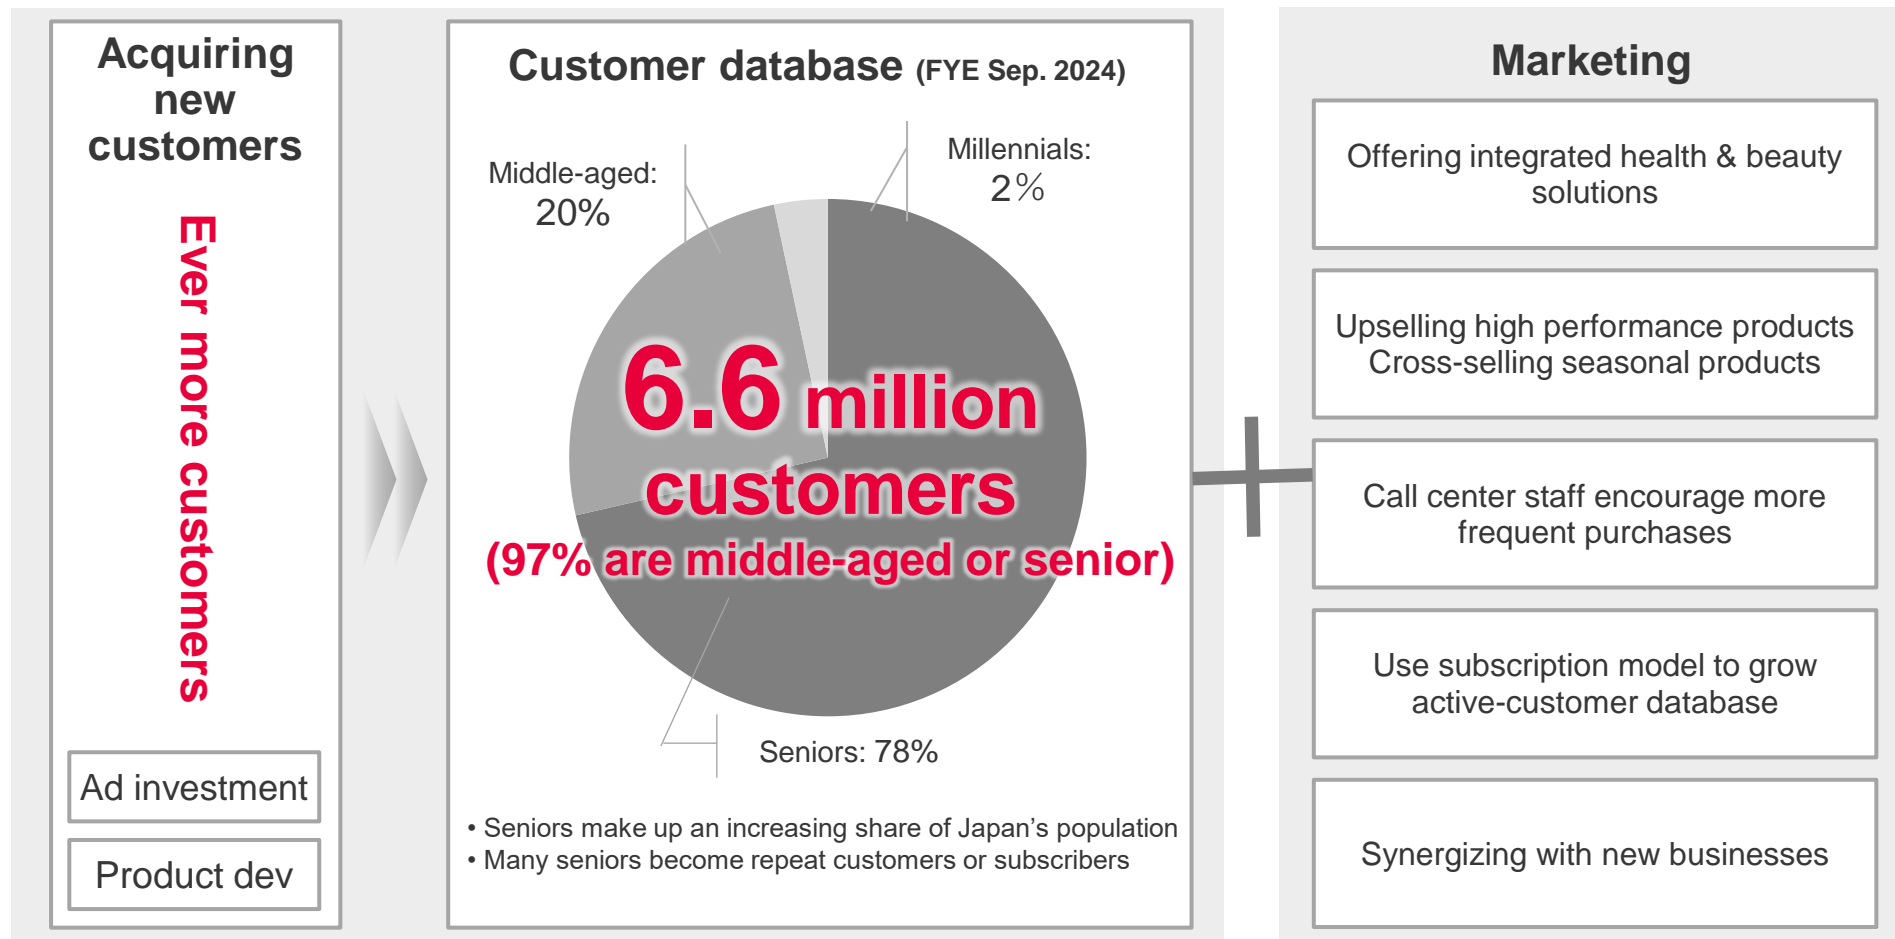 Acquiring
new
customers
Ever more customers
Ad investment
Product dev
Customer database (FYE Sep. 2024)
Middle-aged:
20%
Millennials:
2%
6.6 million
customers
(97% are middle-aged or senior)
Seniors: 78%
• Seniors make up an increasing share of Japan’s population
• Many seniors become repeat customers or subscribers
Marketing
Offering integrated health & beauty
solutions
Upselling high performance products
Cross-selling seasonal products
Call center staff encourage more
frequent purchases
Use subscription model to grow
active-customer database
Synergizing with new businesses